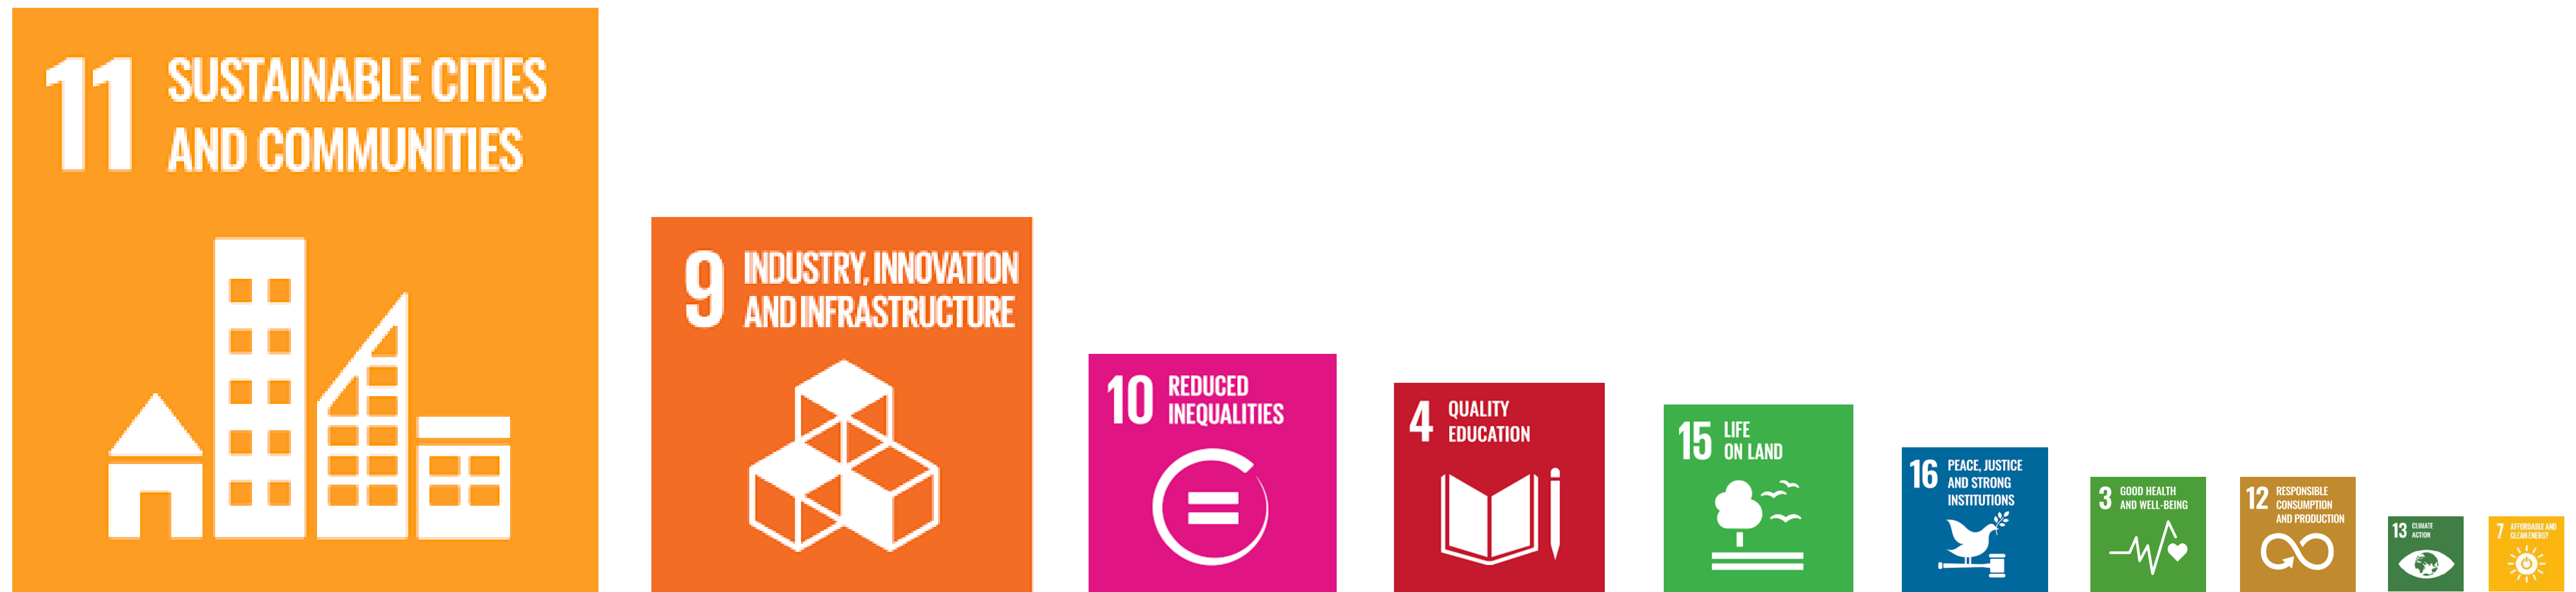 11 SUSTAINABLE CITIES
AND COMMUNITIES
9 INDUSTRY, INNOVATION
AND INFRASTRUCTURE
10 REDUCED
INEQUALITIES
4 QUALITY
EDUCATION
15 LIFE
ON LAND
16 PEACE, JUSTICE
AND STRONG
INSTITUTIONS
3 GOOD HEALTH
AND WELL-BEING
12 RESPONSIBLE
CONSUMPTION
AND PRODUCTION
13 CLIMATE
ACTION
7 AFFORDABLE AND
CLEAN ENERGY